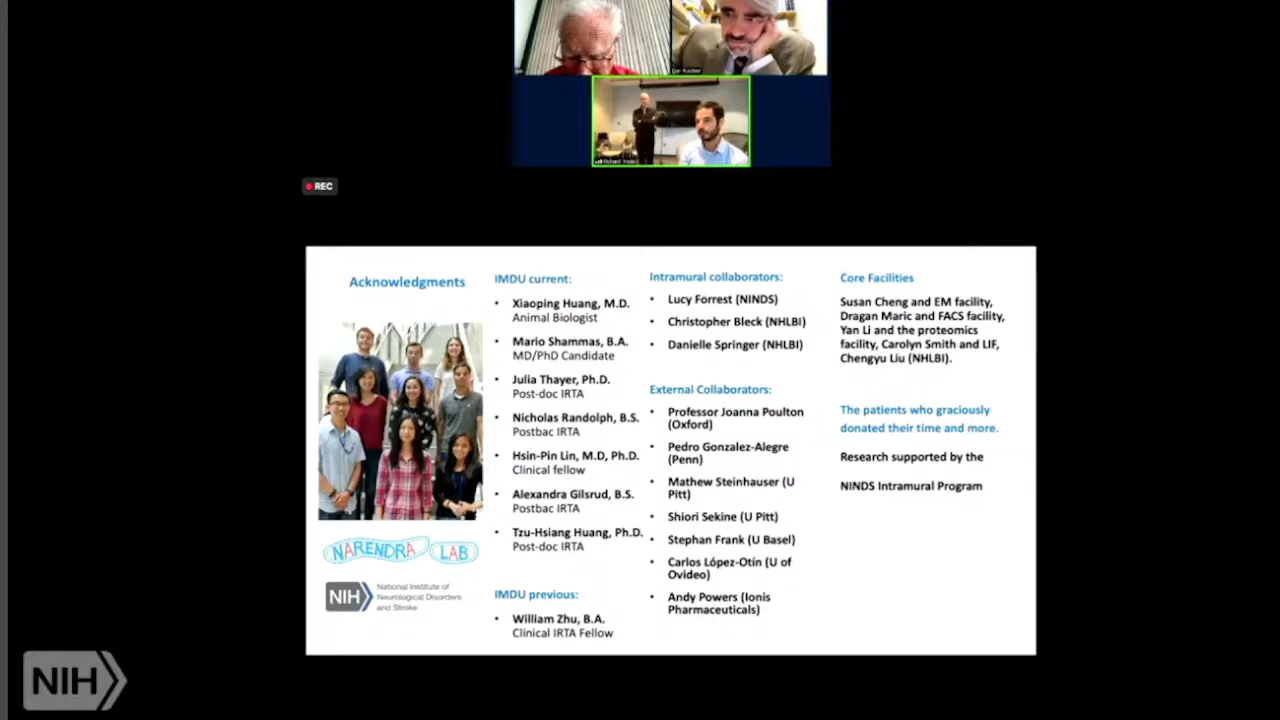 Dan Kastner
Richard Youle
REC
Acknowledgments
NARENDRA LAB
NIH
National Institute of
Neurological Disorders
and Stroke
IMDU current:
• Xiaoping Huang, M.D.
Animal Biologist
• Mario Shammas, B.A.
MD/PhD Candidate
• Julia Thayer, Ph.D.
Post-doc IRTA
• Nicholas Randolph, B.S.
Postbac IRTA
• Hsin-Pin Lin, M.D, Ph.D.
Clinical fellow
• Alexandra Gilsrud, B.S.
Postbac IRTA
• Tzu-Hsiang Huang, Ph.D.
Post-doc IRTA
IMDU previous:
• William Zhu, B.A.
Clinical IRTA Fellow
Intramural collaborators:
• Lucy Forrest (NINDS)
• Christopher Bleck (NHLBI)
• Danielle Springer (NHLBI)
External Collaborators:
• Professor Joanna Poulton
(Oxford)
• Pedro Gonzalez-Alegre
(Penn)
• Mathew Steinhauser (U
Pitt)
• Shiori Sekine (U Pitt)
• Stephan Frank (U Basel)
• Carlos López-Otín (U of
Ovideo)
• Andy Powers (Ionis
Pharmaceuticals)
Core Facilities
Susan Cheng and EM facility,
Dragan Maric and FACS facility,
Yan Li and the proteomics
facility, Carolyn Smith and LIF,
Chengyu Liu (NHLBI).
The patients who graciously
donated their time and more.
Research supported by the
NINDS Intramural Program
NIH